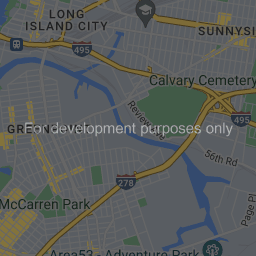 LONG
ISLAND CITY
SUNNYSI
495
Calvary Cemetery
Review
495
For development purposes only
56th Rd
278
McCarren Park
Page Pl
Area53 - Adventure Park